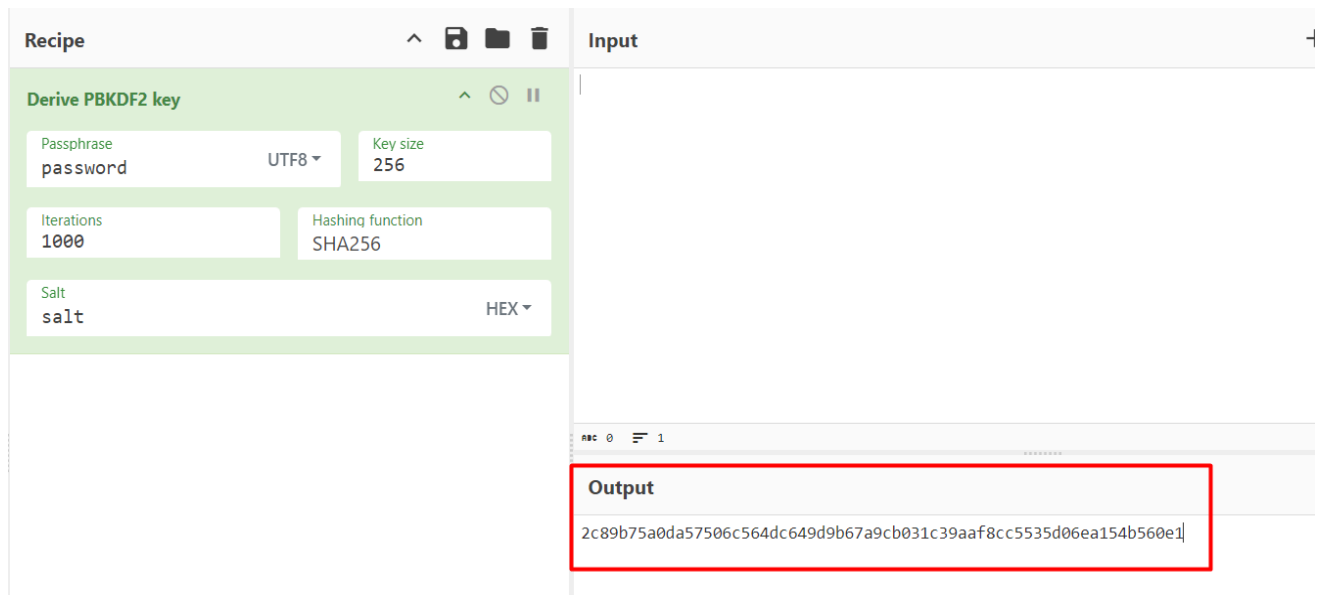 Recipe
Derive PBKDF2 key
Passphrase
password
UTF8
Key size
256
Iterations
1000
Hashing function
SHA256
Salt
salt
HEX
Input
ABC 0 1
Output
2c89b75a0da57506c564dc649d9b67a9cb031c39aaf8cc5535d06ea154b560e1